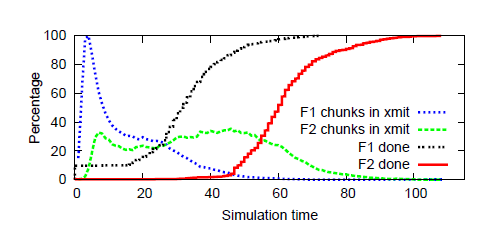 100
80
60
40
20
0
Percentage
F1 chunks in xmit
F2 chunks in xmit
F1 done
F2 done
0 20 40 60 80 100
Simulation time